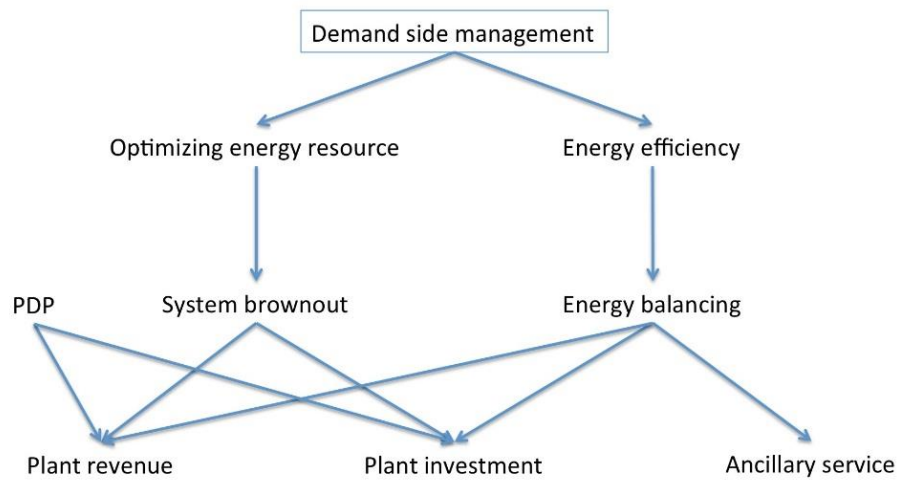 Demand side management
Optimizing energy resource
Energy efficiency
PDP
System brownout
Energy balancing
Plant revenue
Plant investment
Ancillary service